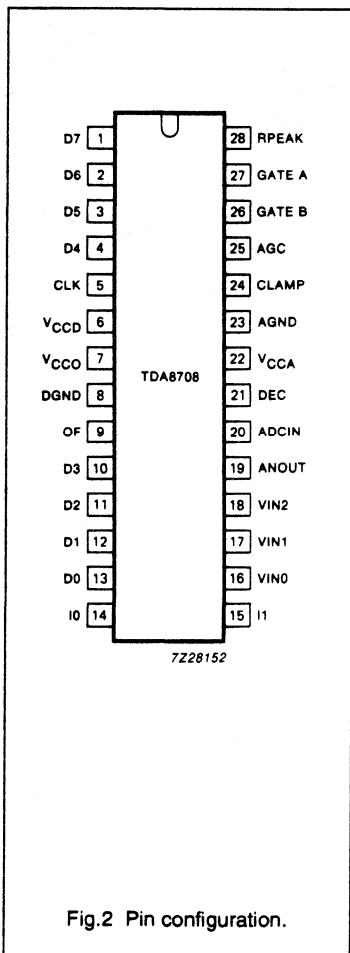 D7 1 28 RPEAK
D6 2 27 GATE A
D5 3 26 GATE B
D4 4 25 AGC
CLK 5 24 CLAMP
VCCD 6 23 AGND
VCCO 7 22 VCCA
TDA8708
DGND 8 21 DEC
OF 9 20 ADCIN
D3 10 19 ANOUT
D2 11 18 VIN2
D1 12 17 VIN1
D0 13 16 VIN0
I0 14 15 I1
7Z28152
Fig.2 Pin configuration.